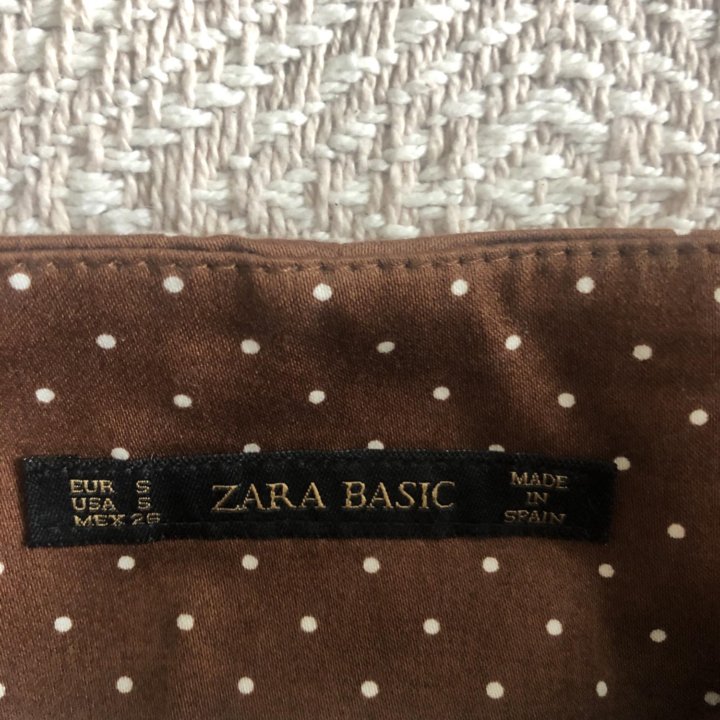 EUR S
USA S
MEX 26
ZARA BASIC
MADE
IN
SPAIN